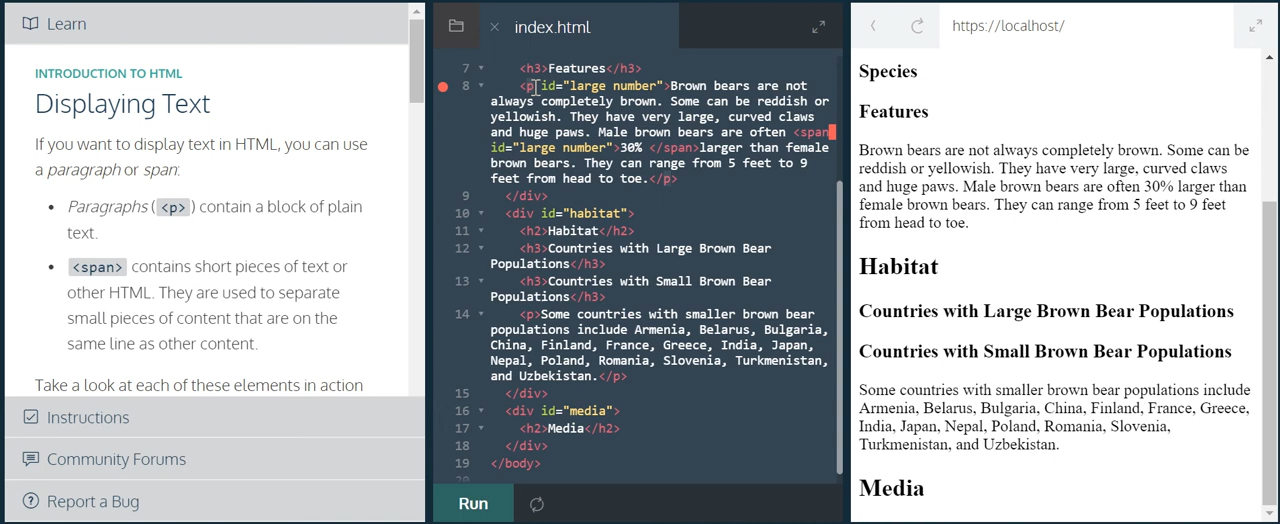 Learn
INTRODUCTION TO HTML
Displaying Text
If you want to display text in HTML, you can use
a paragraph or span:
• Paragraphs ( <p> ) contain a block of plain
text.
• <span> contains short pieces of text or
other HTML. They are used to separate
small pieces of content that are on the
same line as other content.
Take a look at each of these elements in action
Instructions
Community Forums
Report a Bug
index.html
7 <h3>Features</h3>
8 <p id="large number">Brown bears are not
always completely brown. Some can be reddish or
yellowish. They have very large, curved claws
and huge paws. Male brown bears are often <span
id="large number">30% </span>larger than female
brown bears. They can range from 5 feet to 9
feet from head to toe.</p>
9 </div>
10 <div id="habitat">
11 <h2>Habitat</h2>
12 <h3>Countries with Large Brown Bear
Populations</h3>
13 <h3>Countries with Small Brown Bear
Populations</h3>
14 <p>Some countries with smaller brown bear
populations include Armenia, Belarus, Bulgaria,
China, Finland, France, Greece, India, Japan,
Nepal, Poland, Romania, Slovenia, Turkmenistan,
and Uzbekistan.</p>
15 </div>
16 <div id="media">
17 <h2>Media</h2>
18 </div>
19 </body>
20
Run
https://localhost/
Species
Features
Brown bears are not always completely brown. Some can be
reddish or yellowish. They have very large, curved claws
and huge paws. Male brown bears are often 30% larger than
female brown bears. They can range from 5 feet to 9 feet
from head to toe.
Habitat
Countries with Large Brown Bear Populations
Countries with Small Brown Bear Populations
Some countries with smaller brown bear populations include
Armenia, Belarus, Bulgaria, China, Finland, France, Greece,
India, Japan, Nepal, Poland, Romania, Slovenia,
Turkmenistan, and Uzbekistan.
Media